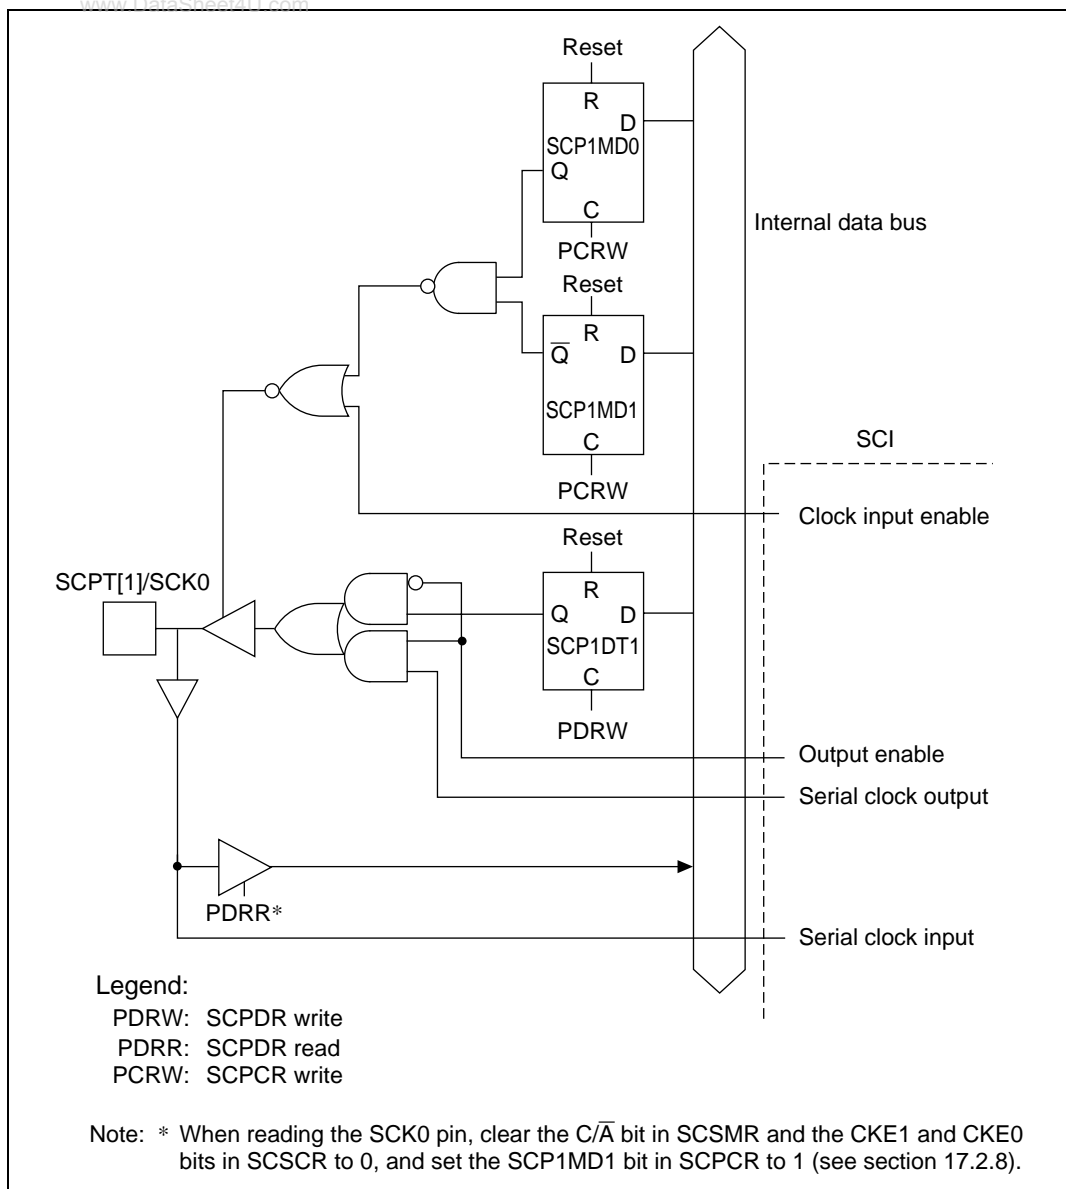 www.DataSheet4U.com
Reset
R
D
SCP1MD0
Q
C
PCRW
Internal data bus
Reset
R
Q̅ D
SCP1MD1
C
PCRW
SCI
Clock input enable
Reset
SCPT[1]/SCK0
R
Q D
SCP1DT1
C
PDRW
Output enable
Serial clock output
PDRR*
Serial clock input
Legend:
PDRW: SCPDR write
PDRR: SCPDR read
PCRW: SCPCR write
Note: * When reading the SCK0 pin, clear the C/A̅ bit in SCSMR and the CKE1 and CKE0
bits in SCSCR to 0, and set the SCP1MD1 bit in SCPCR to 1 (see section 17.2.8).